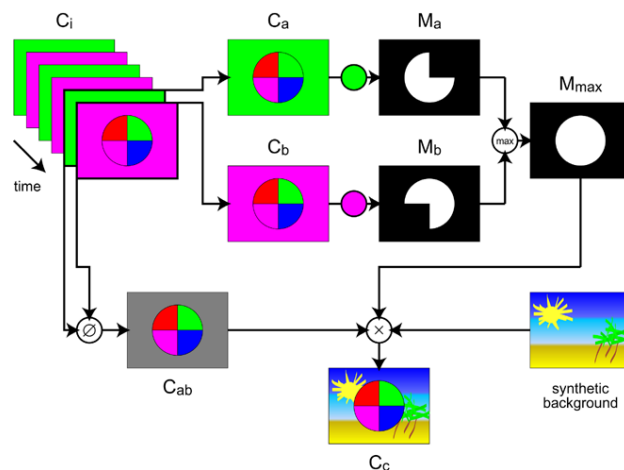 Ci
Ca
Ma
Mmax
max
time
Cb
Mb
Ø
×
Cab
synthetic
background
Cc